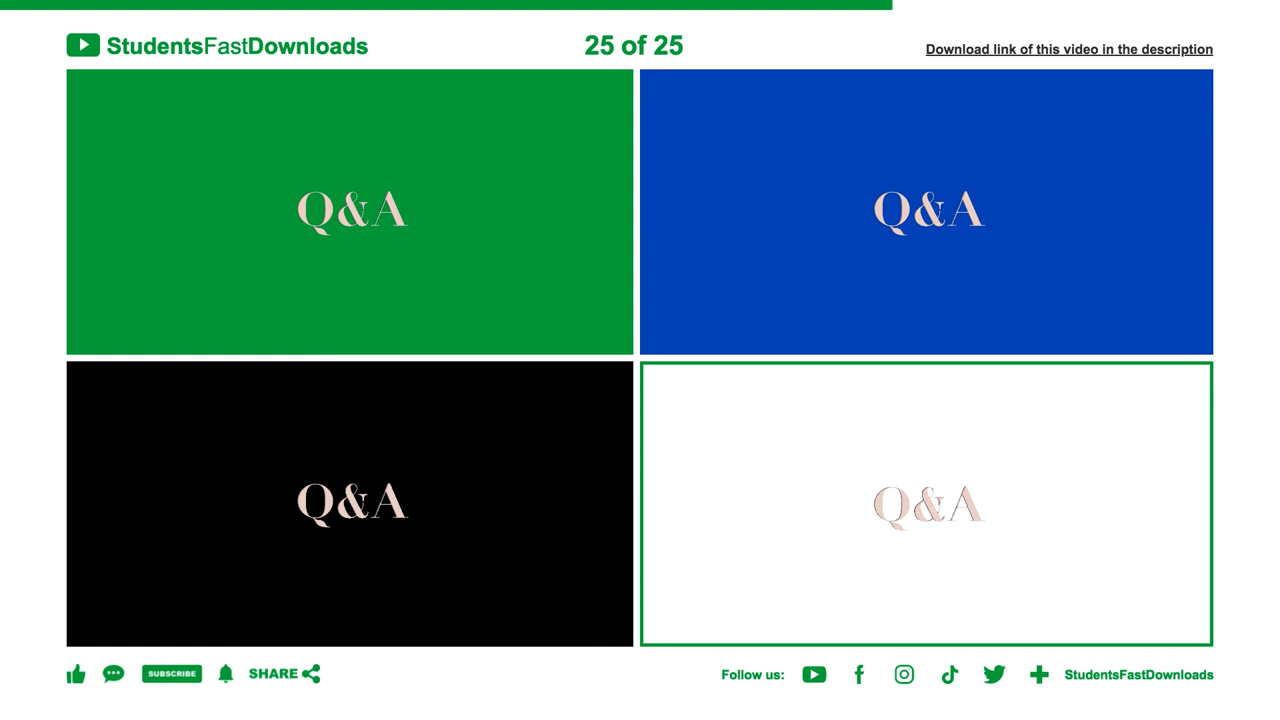 StudentsFastDownloads
25 of 25
Download link of this video in the description
Q&A
Q&A
Q&A
Q&A
SUBSCRIBE
SHARE
Follow us:
StudentsFastDownloads